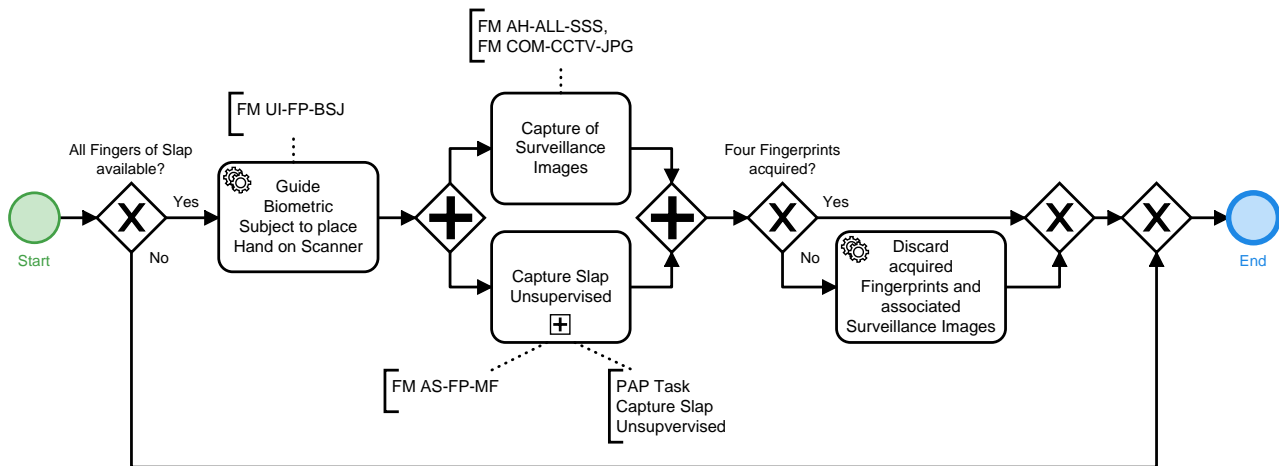 FM AH-ALL-SSS,
FM COM-CCTV-JPG
FM UI-FP-BSJ
All Fingers of Slap
available?
Yes
No
Start
Guide
Biometric
Subject to place
Hand on Scanner
Capture of
Surveillance
Images
Capture Slap
Unsupervised
FM AS-FP-MF
PAP Task
Capture Slap
Unsupvervised
Four Fingerprints
acquired?
Yes
No
Discard
acquired
Fingerprints and
associated
Surveillance Images
End